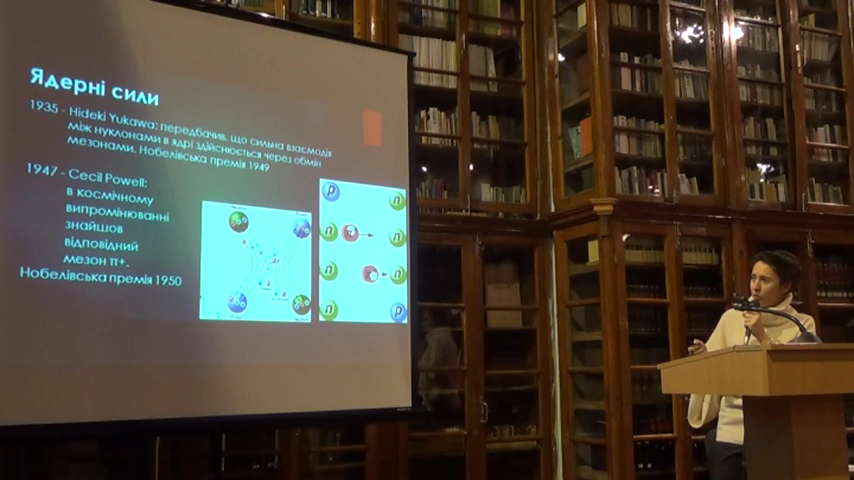 Ядерні сили
1935 - Hideki Yukawa: передбачив, що сильна взаємодія
між нуклонами в ядрі здійснюється через обмін
мезонами. Нобелівська премія 1949
1947 - Cecil Powell:
в космічному
випромінюванні
знайшов
відповідний
мезон π+.
Нобелівська премія 1950
p n
n n
n n
n p